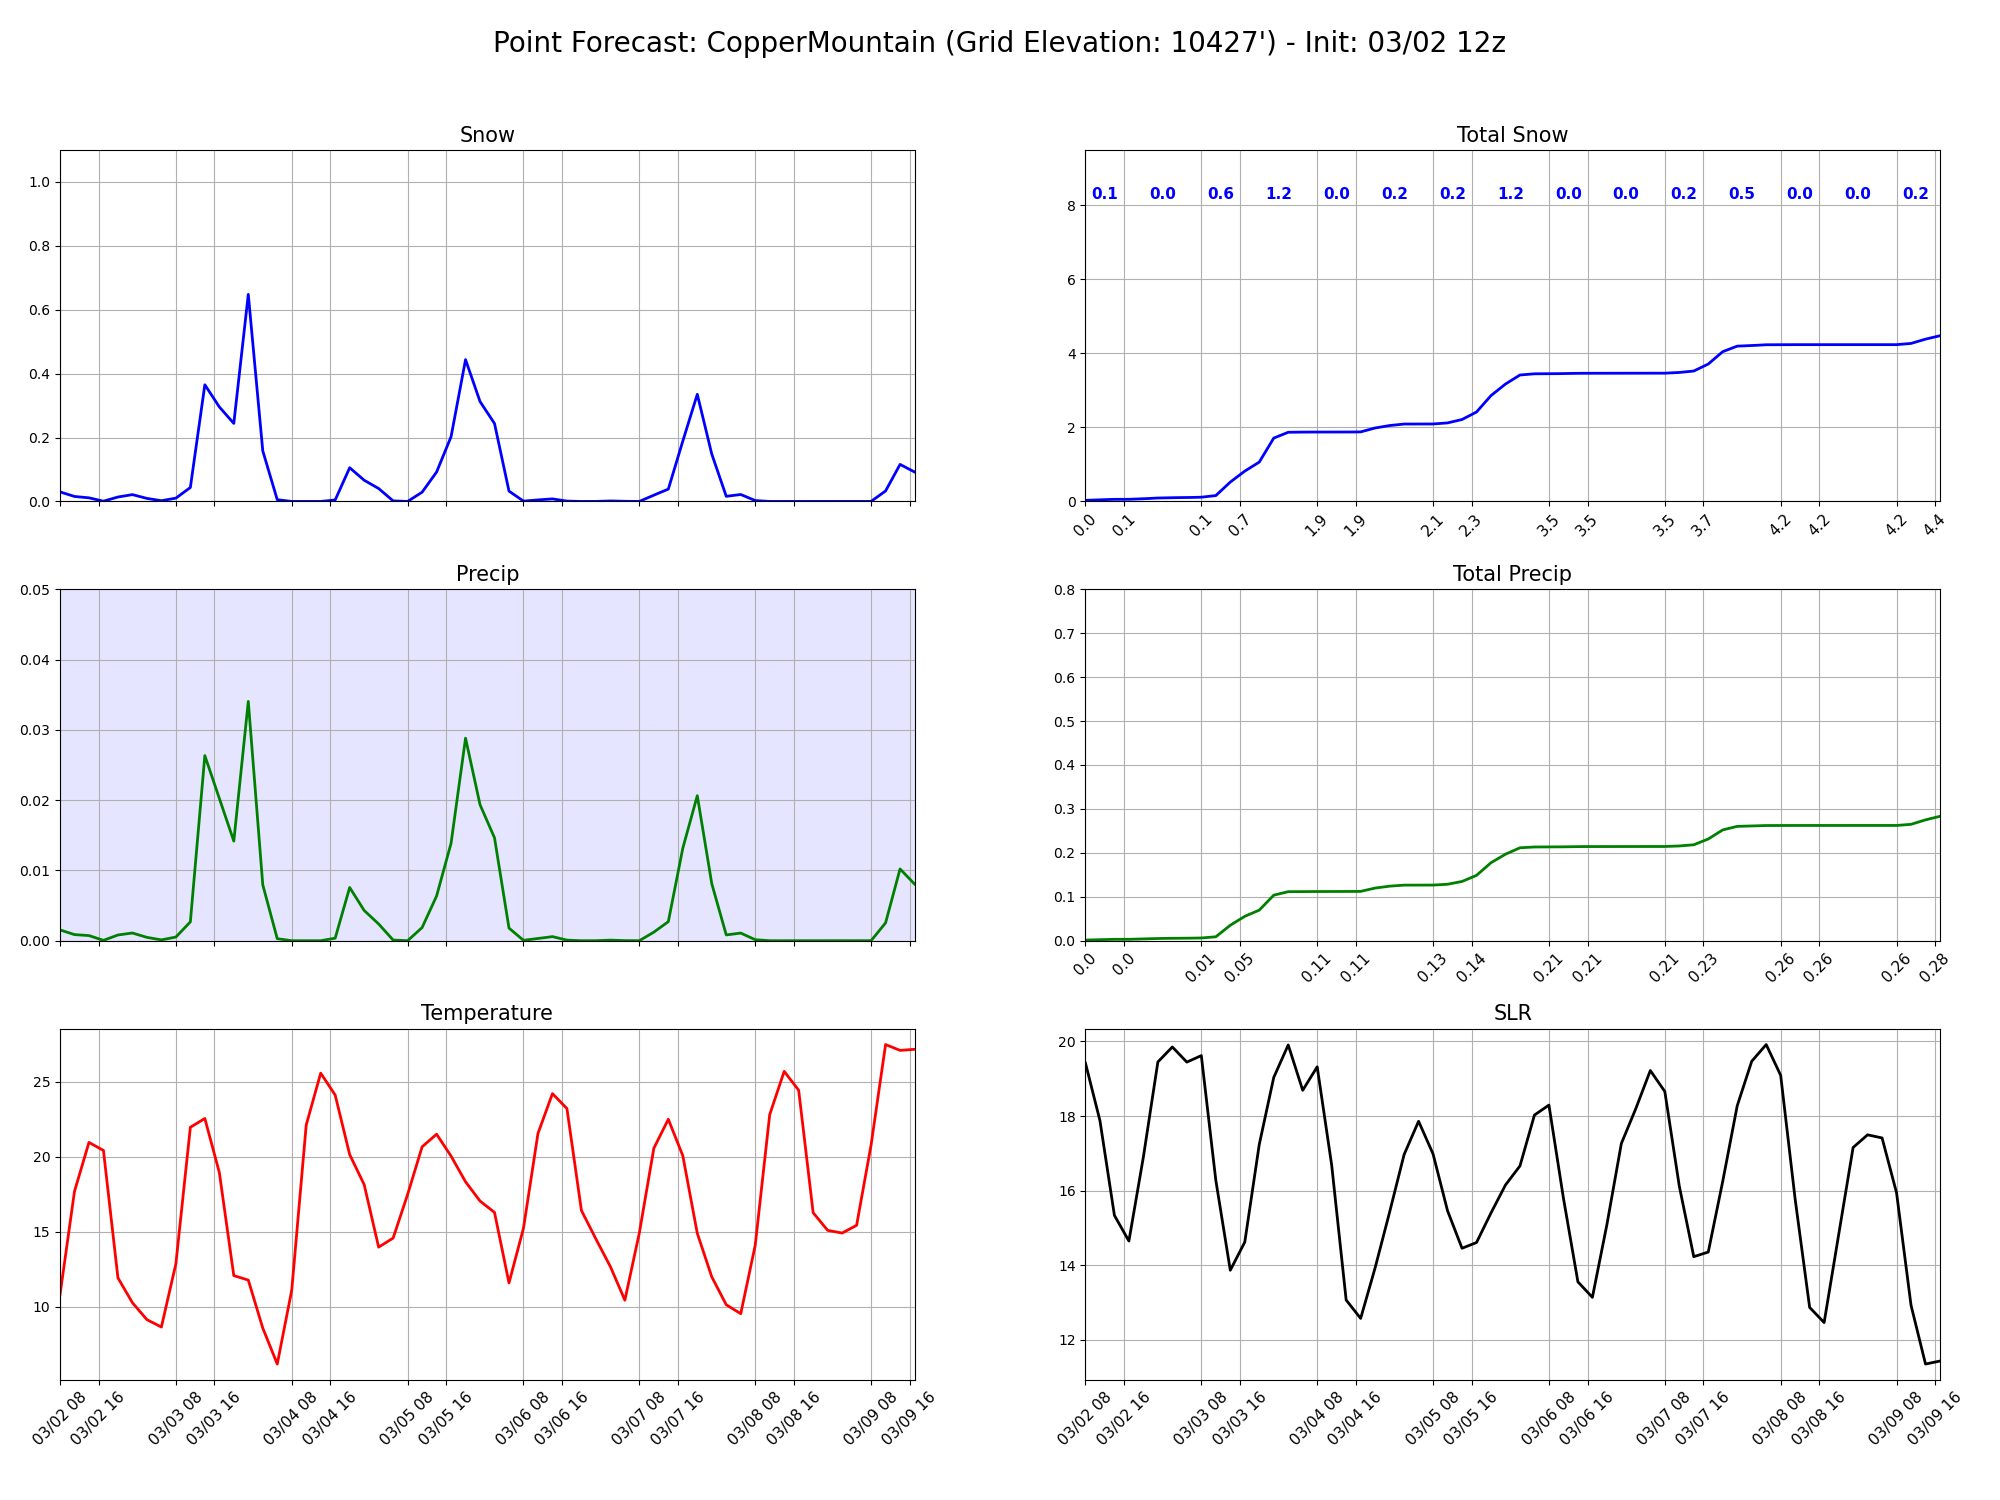 Point Forecast: CopperMountain (Grid Elevation: 10427') - Init: 03/02 12z
Snow
1.0
0.8
0.6
0.4
0.2
0.0
Total Snow
0.1 0.0 0.6 1.2 0.0 0.2 0.2 1.2 0.0 0.0 0.2 0.5 0.0 0.0 0.2
8
6
4
2
0
0.0 0.1 0.1 0.7 1.9 1.9 2.1 2.3 3.5 3.5 3.5 3.7 4.2 4.2 4.2 4.4
Precip
0.05
0.04
0.03
0.02
0.01
0.00
Total Precip
0.8
0.7
0.6
0.5
0.4
0.3
0.2
0.1
0.0
0.0 0.0 0.01 0.05 0.11 0.11 0.13 0.14 0.21 0.21 0.21 0.23 0.26 0.26 0.26 0.28
Temperature
25
20
15
10
03/02 08 03/02 16 03/03 08 03/03 16 03/04 08 03/04 16 03/05 08 03/05 16 03/06 08 03/06 16 03/07 08 03/07 16 03/08 08 03/08 16 03/09 08 03/09 16
SLR
20
18
16
14
12
03/02 08 03/02 16 03/03 08 03/03 16 03/04 08 03/04 16 03/05 08 03/05 16 03/06 08 03/06 16 03/07 08 03/07 16 03/08 08 03/08 16 03/09 08 03/09 16